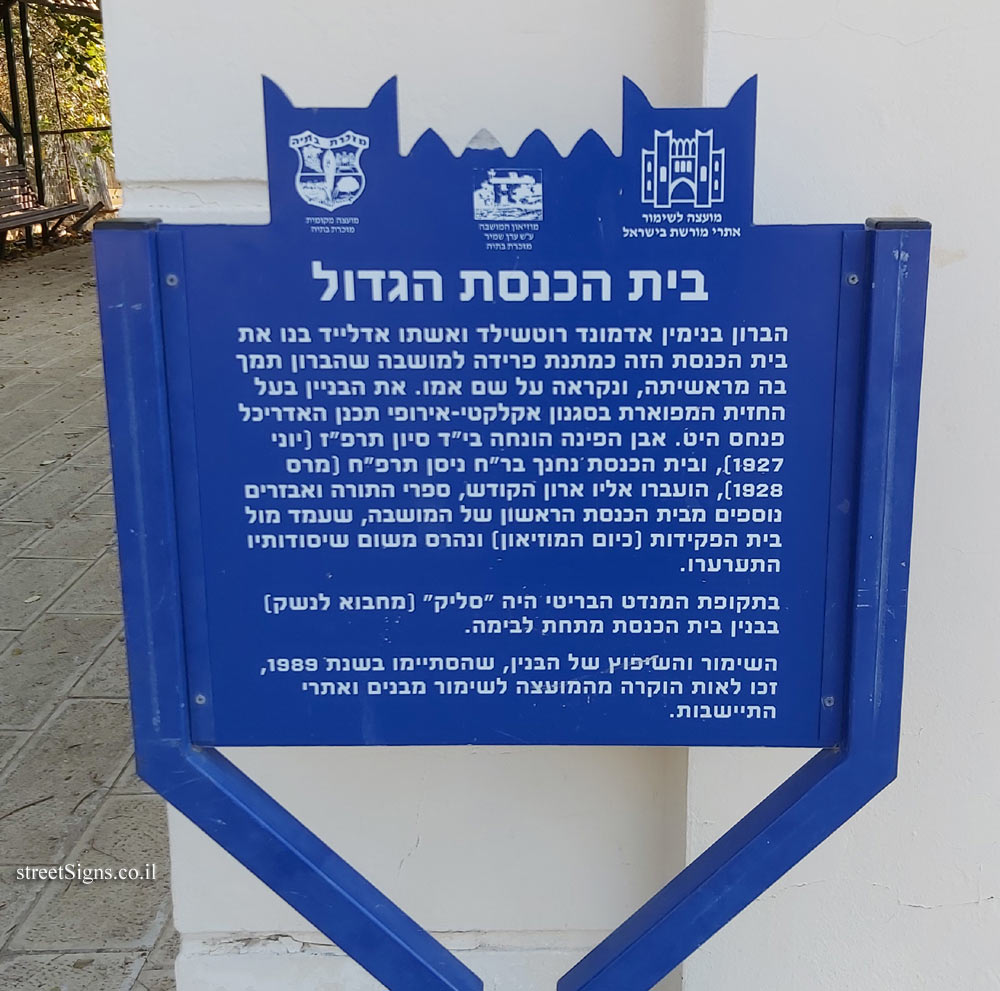 מזכרת בתיה
מועצה מקומית
מזכרת בתיה
מוזיאון המושבה
ע"ש ערן שמיר
מזכרת בתיה
מועצה לשימור
אתרי מורשת בישראל
בית הכנסת הגדול
הברון בנימין אדמונד רוטשילד ואשתו אדלייד בנו את
בית הכנסת הזה כמתנת פרידה למושבה שהברון תמך
בה מראשיתה, ונקראה על שם אמו. את הבניין בעל
החזית המפוארת בסגנון אקלקטי-אירופי תכנן האדריכל
פנחס היט. אבן הפינה הונחה בי"ד סיון תרפ"ז (יוני
1927), ובית הכנסת נחנך בר"ח ניסן תרפ"ח (מרס
1928), הועברו אליו ארון הקודש, ספרי התורה ואבזרים
נוספים מבית הכנסת הראשון של המושבה, שעמד מול
בית הפקידות (כיום המוזיאון) ונהרס משום שיסודותיו
התערערו.
בתקופת המנדט הבריטי היה "סליק" (מחבוא לנשק)
בבנין בית הכנסת מתחת לבימה.
השימור והשיפוץ של הבנין, שהסתיימו בשנת 1989,
זכו לאות הוקרה מהמועצה לשימור מבנים ואתרי
התיישבות.
streetSigns.co.il